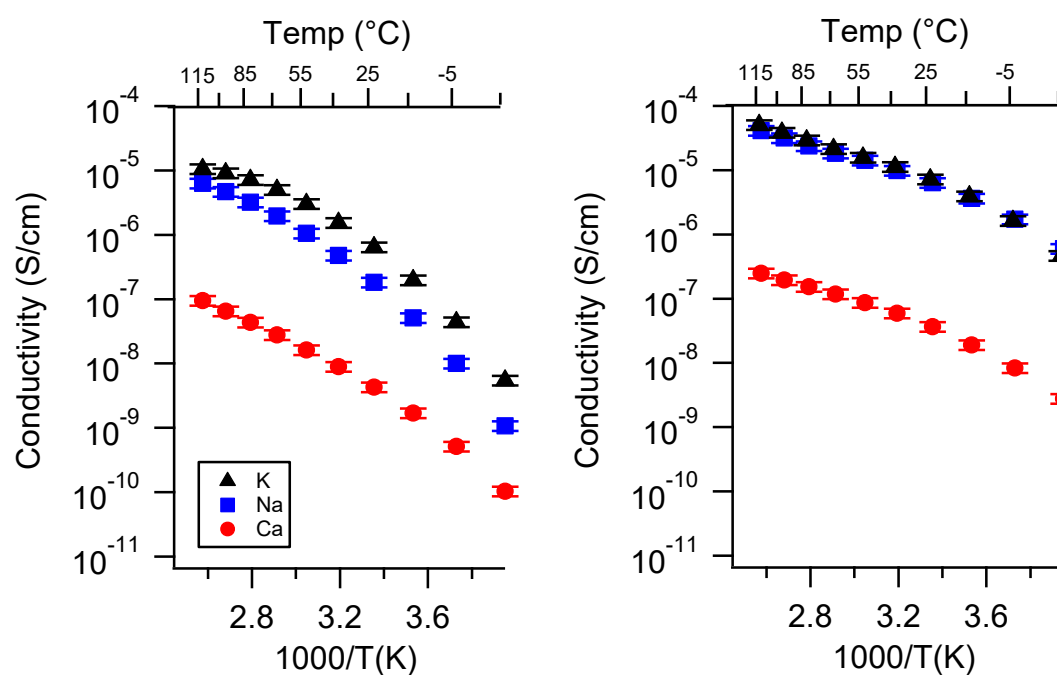 Temp (°C)
115 85 55 25 -5
10-4
10-5
10-6
10-7
10-8
10-9
10-10
10-11
Conductivity (S/cm)
K
Na
Ca
2.8 3.2 3.6
1000/T(K)
Temp (°C)
115 85 55 25 -5
10-4
10-5
10-6
10-7
10-8
10-9
10-10
10-11
Conductivity (S/cm)
2.8 3.2 3.6
1000/T(K)